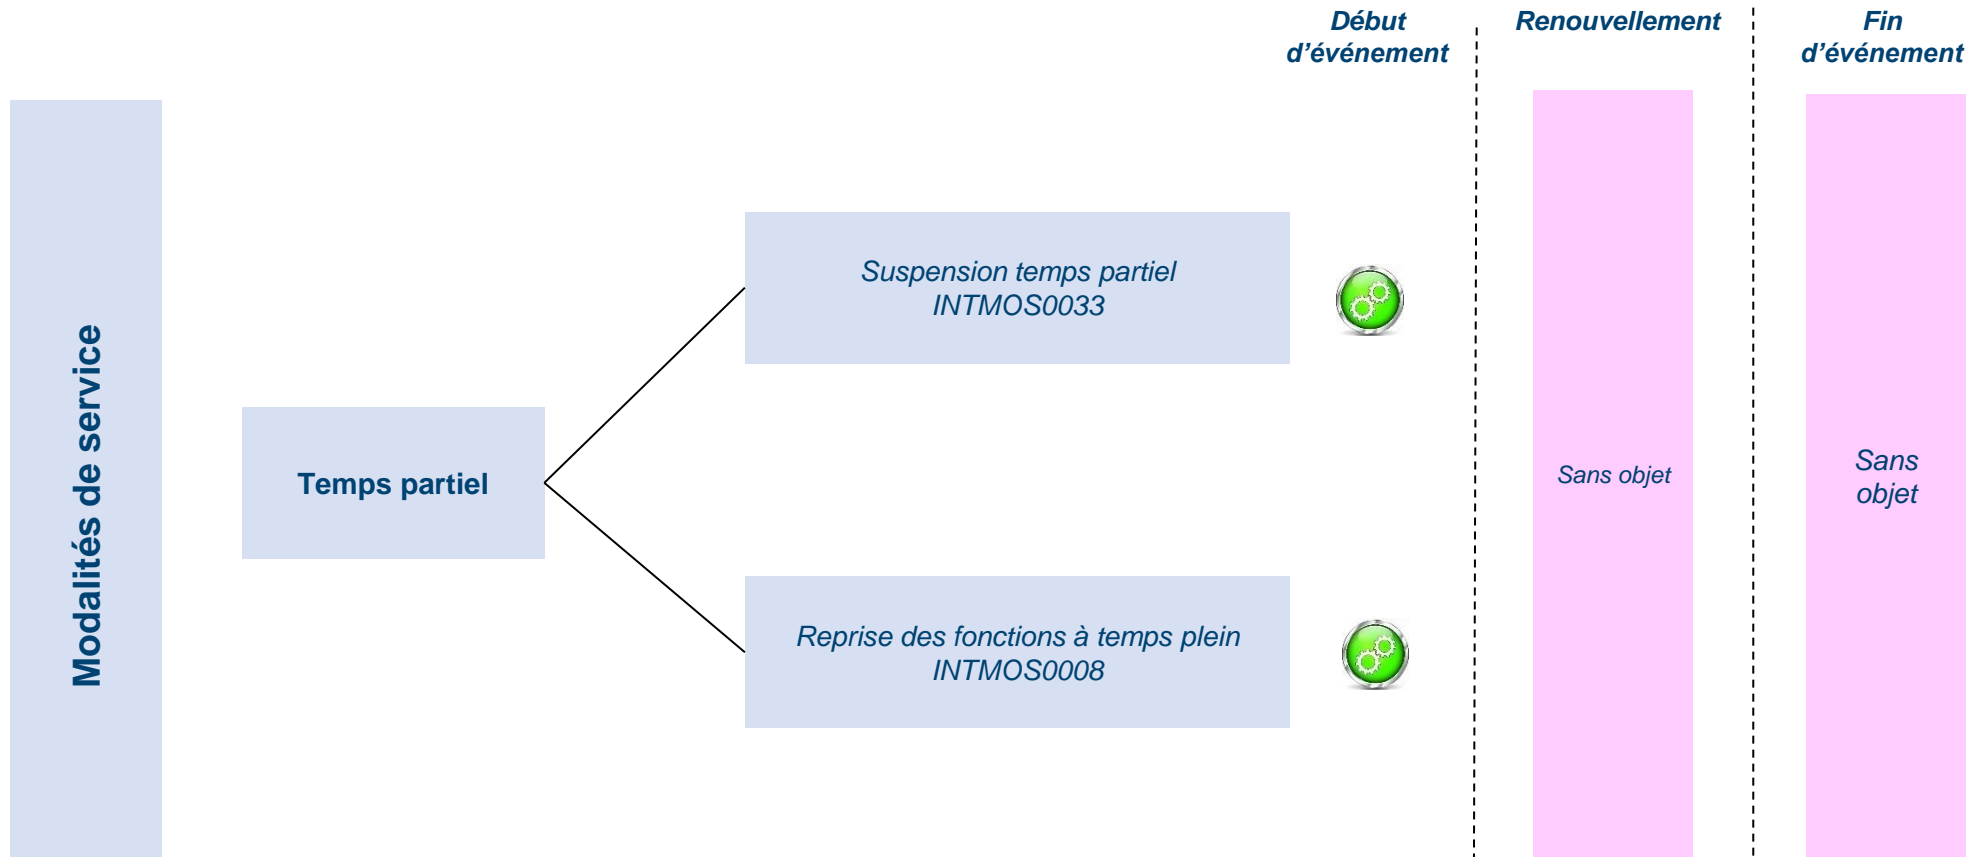 Début
d’événement
Renouvellement
Fin
d’événement
Modalités de service
Temps partiel
Suspension temps partiel
INTMOS0033
Reprise des fonctions à temps plein
INTMOS0008
Sans objet
Sans
objet